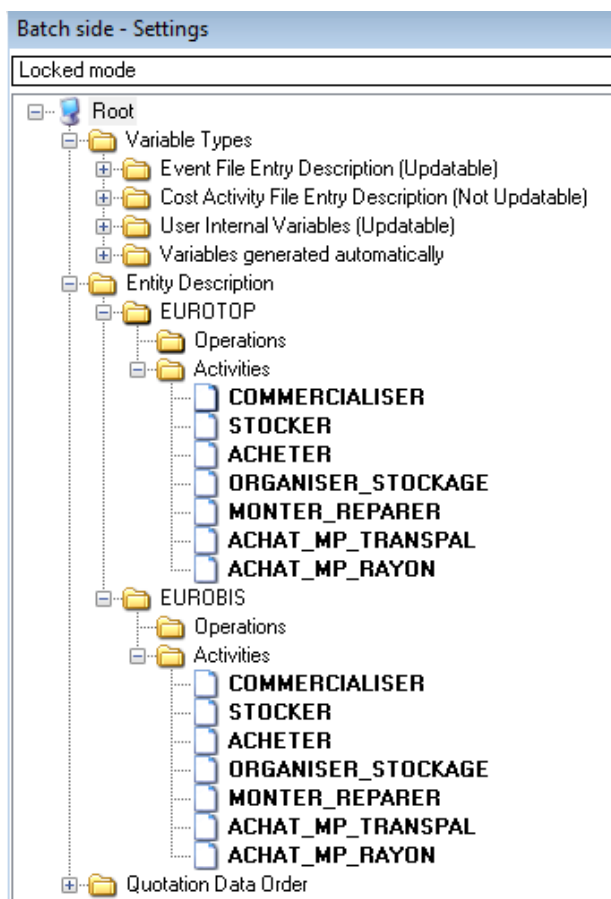 Batch side - Settings
Locked mode
Root
Variable Types
Event File Entry Description (Updatable)
Cost Activity File Entry Description (Not Updatable)
User Internal Variables (Updatable)
Variables generated automatically
Entity Description
EUROTOP
Operations
Activities
COMMERCIALISER
STOCKER
ACHETER
ORGANISER_STOCKAGE
MONTER_REPARER
ACHAT_MP_TRANSPAL
ACHAT_MP_RAYON
EUROBIS
Operations
Activities
COMMERCIALISER
STOCKER
ACHETER
ORGANISER_STOCKAGE
MONTER_REPARER
ACHAT_MP_TRANSPAL
ACHAT_MP_RAYON
Quotation Data Order